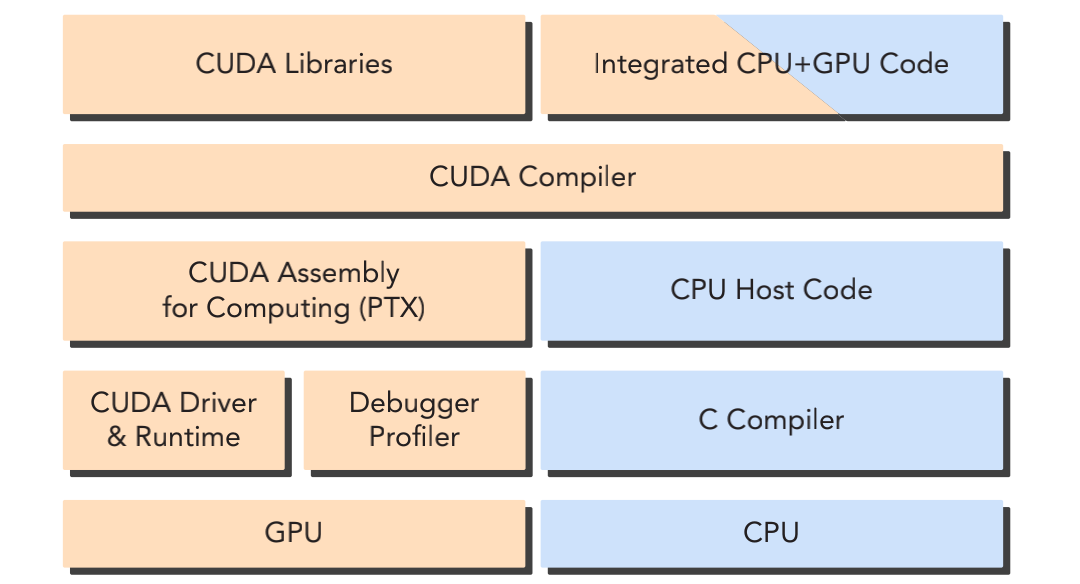 CUDA Libraries
Integrated CPU+GPU Code
CUDA Compiler
CUDA Assembly
for Computing (PTX)
CPU Host Code
CUDA Driver
& Runtime
Debugger
Profiler
C Compiler
GPU
CPU